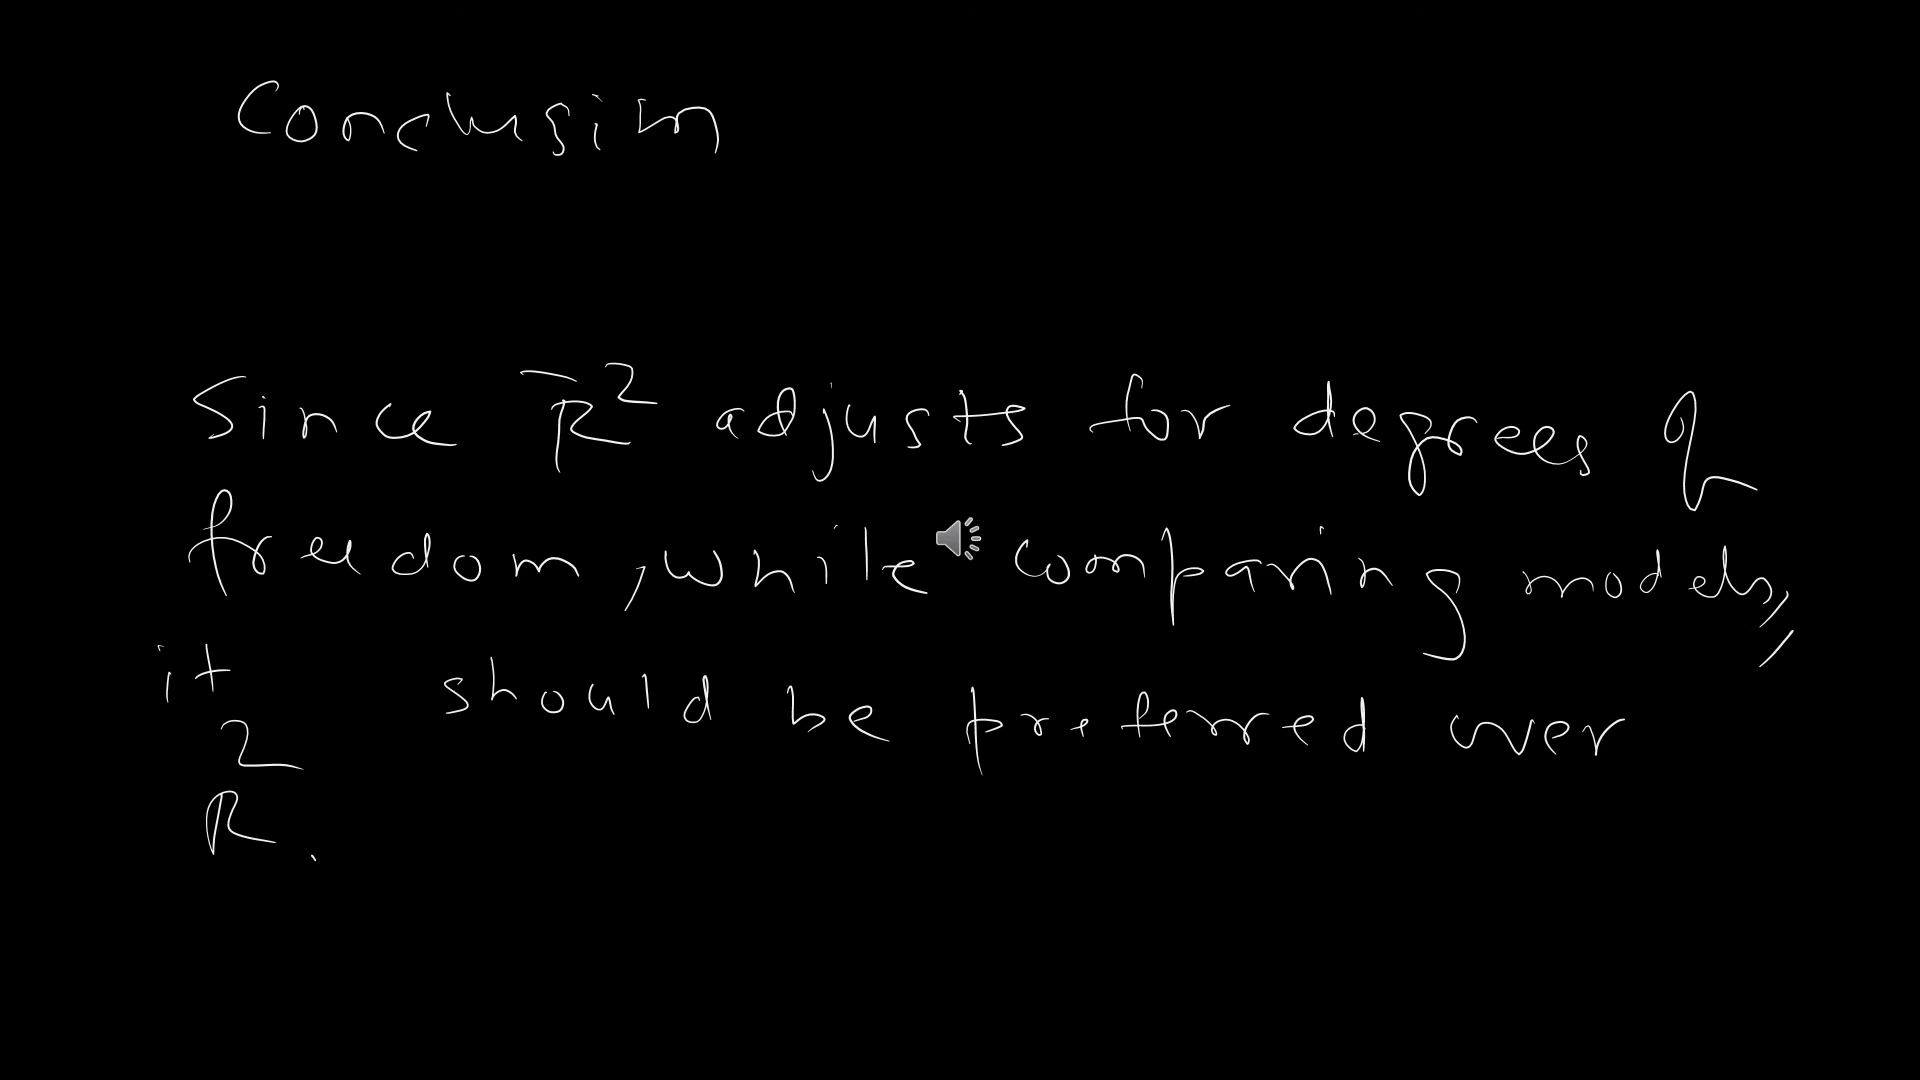 Conclusion
Since R̄² adjusts for degrees of
freedom, while comparing models,
it should be preferred over
R².